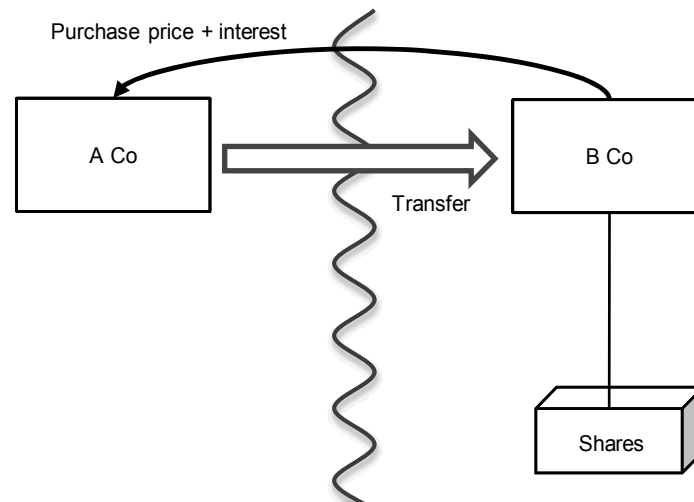 Purchase price + interest
A Co
B Co
Transfer
Shares